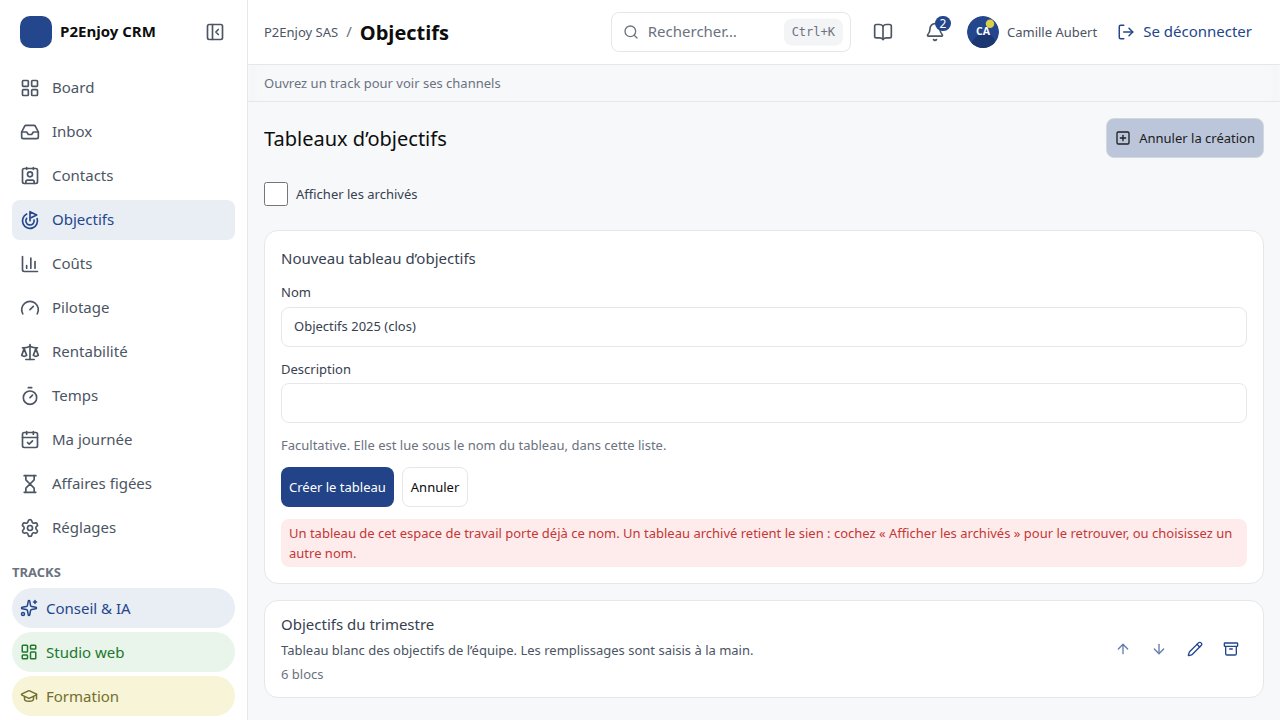 P2Enjoy CRM
Board
Inbox
Contacts
Objectifs
Coûts
Pilotage
Rentabilité
Temps
Ma journée
Affaires figées
Réglages
TRACKS
Conseil & IA
Studio web
Formation
P2Enjoy SAS / Objectifs
Rechercher...
Ctrl+K
2
CA
Camille Aubert
Se déconnecter
Ouvrez un track pour voir ses channels
Tableaux d’objectifs
Annuler la création
Afficher les archivés
Nouveau tableau d’objectifs
Nom
Objectifs 2025 (clos)
Description
Facultative. Elle est lue sous le nom du tableau, dans cette liste.
Créer le tableau
Annuler
Un tableau de cet espace de travail porte déjà ce nom. Un tableau archivé retient le sien : cochez « Afficher les archivés » pour le retrouver, ou choisissez un
autre nom.
Objectifs du trimestre
Tableau blanc des objectifs de l’équipe. Les remplissages sont saisis à la main.
6 blocs